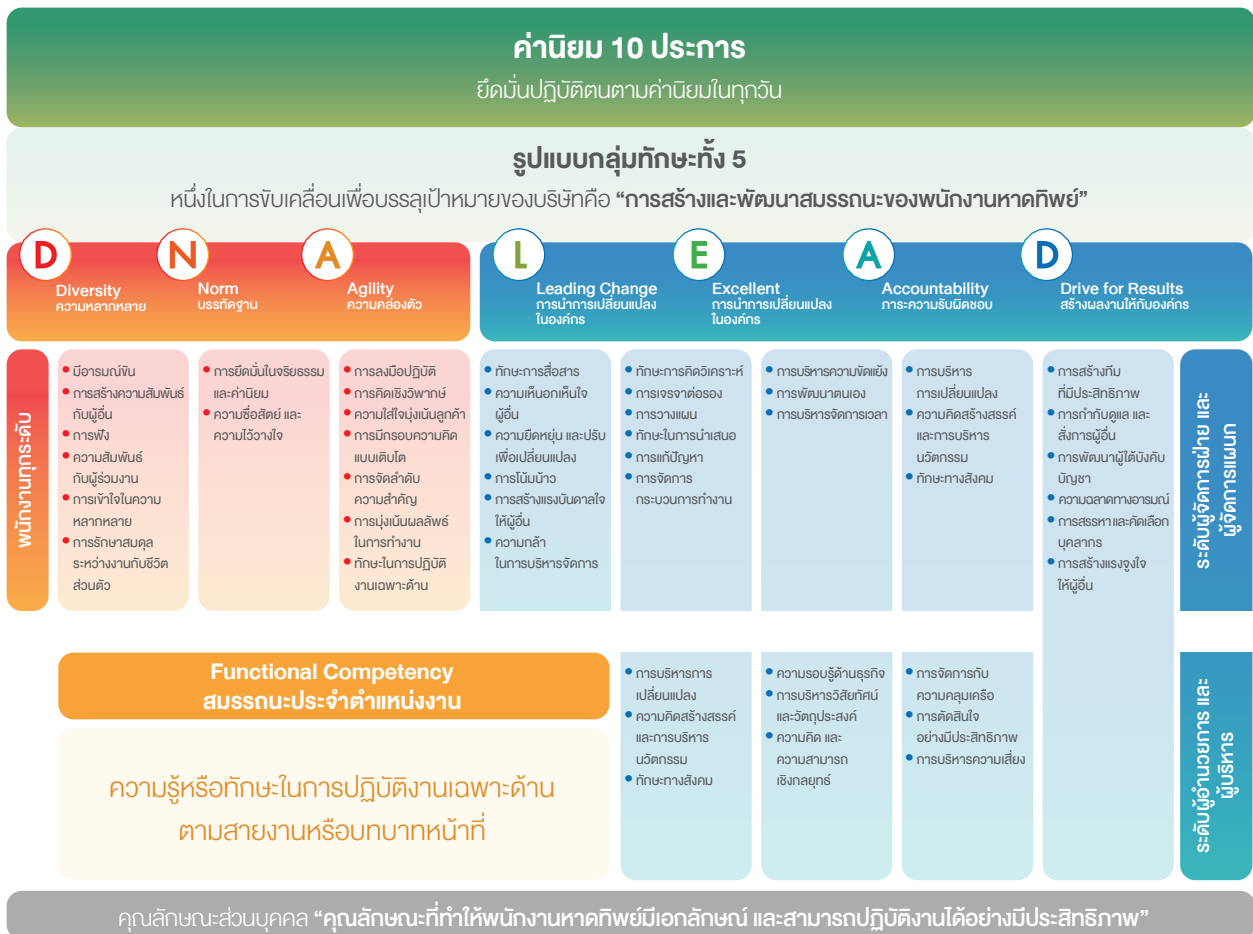 ค่านิยม 10 ประการ
ยึดมั่นปฏิบัติตนตามค่านิยมในทุกวัน
รูปแบบกลุ่มทักษะทั้ง 5
หนึ่งในการขับเคลื่อนเพื่อบรรลุเป้าหมายของบริษัทคือ “การสร้างและพัฒนาสมรรถนะของพนักงานหาดทิพย์”
D
Diversity
ความหลากหลาย
N
Norm
บรรทัดฐาน
A
Agility
ความคล่องตัว
L
Leading Change
การนำการเปลี่ยนแปลง
ในองค์กร
E
Excellent
การนำการเปลี่ยนแปลง
ในองค์กร
A
Accountability
ภาระความรับผิดชอบ
D
Drive for Results
สร้างผลงานให้กับองค์กร
พนักงานทุกระดับ
• มีอารมณ์ขัน
• การสร้างความสัมพันธ์
กับผู้อื่น
• การฟัง
• ความสัมพันธ์
กับผู้ร่วมงาน
• การเข้าใจในความ
หลากหลาย
• การรักษาสมดุล
ระหว่างงานกับชีวิต
ส่วนตัว
• การยึดมั่นในจริยธรรม
และค่านิยม
• ความซื่อสัตย์ และ
ความไว้วางใจ
• การลงมือปฏิบัติ
• การคิดเชิงวิพากษ์
• ความใส่ใจมุ่งเน้นลูกค้า
• การมีกรอบความคิด
แบบเติบโต
• การจัดลำดับ
ความสำคัญ
• การมุ่งเน้นผลลัพธ์
ในการทำงาน
• ทักษะในการปฏิบัติ
งานเฉพาะด้าน
• ทักษะการสื่อสาร
• ความเห็นอกเห็นใจ
ผู้อื่น
• ความยืดหยุ่น และปรับ
เพื่อเปลี่ยนแปลง
• การโน้มน้าว
• การสร้างแรงบันดาลใจ
ให้ผู้อื่น
• ความกล้า
ในการบริหารจัดการ
• ทักษะการคิดวิเคราะห์
• การเจรจาต่อรอง
• การวางแผน
• ทักษะในการนำเสนอ
• การแก้ปัญหา
• การจัดการ
กระบวนการทำงาน
• การบริหารความขัดแย้ง
• การพัฒนาตนเอง
• การบริหารจัดการเวลา
• การบริหาร
การเปลี่ยนแปลง
• ความคิดสร้างสรรค์
และการบริหาร
นวัตกรรม
• ทักษะทางสังคม
• การสร้างทีม
ที่มีประสิทธิภาพ
• การกำกับดูแล และ
สั่งการผู้อื่น
• การพัฒนาผู้ใต้บังคับ
บัญชา
• ความฉลาดทางอารมณ์
• การสรรหาและคัดเลือก
บุคลากร
• การสร้างแรงจูงใจ
ให้ผู้อื่น
ระดับผู้จัดการฝ่าย และ
ผู้จัดการแผนก
Functional Competency
สมรรถนะประจำตำแหน่งงาน
ความรู้หรือทักษะในการปฏิบัติงานเฉพาะด้าน
ตามสายงานหรือบทบาทหน้าที่
• การบริหารการ
เปลี่ยนแปลง
• ความคิดสร้างสรรค์
และการบริหาร
นวัตกรรม
• ทักษะทางสังคม
• ความรอบรู้ด้านธุรกิจ
• การบริหารวิสัยทัศน์
และวัตถุประสงค์
• ความคิด และ
ความสามารถ
เชิงกลยุทธ์
• การจัดการกับ
ความคลุมเครือ
• การตัดสินใจ
อย่างมีประสิทธิภาพ
• การบริหารความเสี่ยง
ระดับผู้อำนวยการ และ
ผู้บริหาร
คุณลักษณะส่วนบุคคล “คุณลักษณะที่ทำให้พนักงานหาดทิพย์มีเอกลักษณ์ และสามารถปฏิบัติงานได้อย่างมีประสิทธิภาพ”